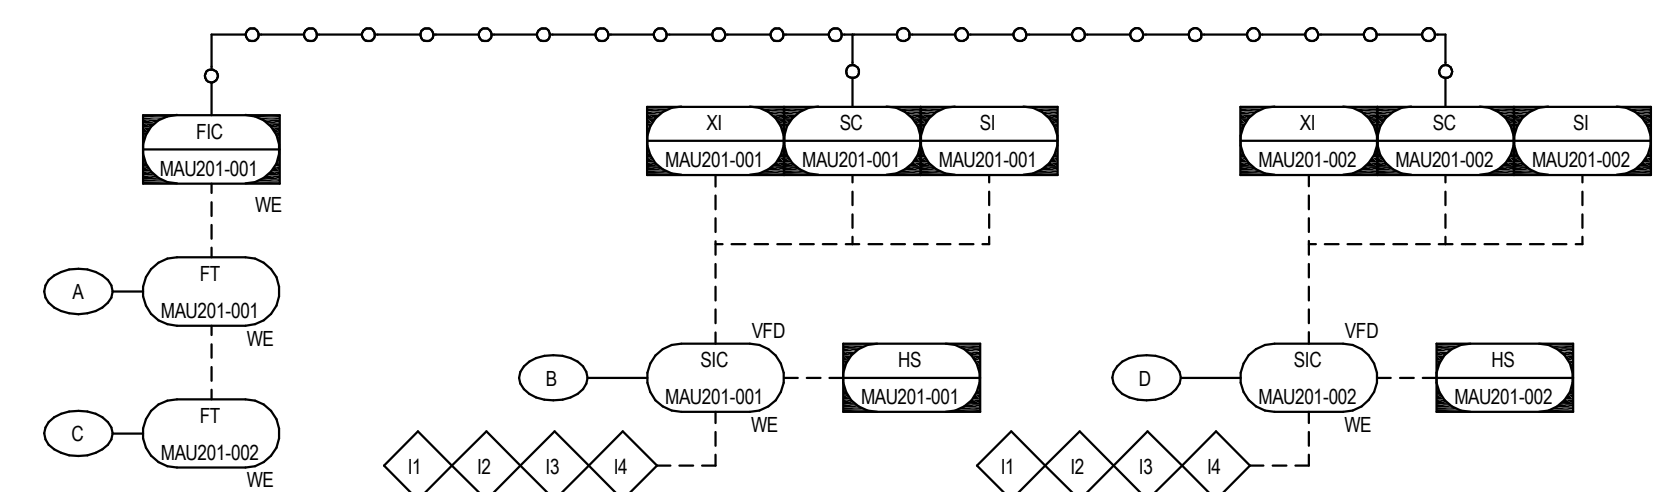 FIC
MAU201-001
WE
XI
MAU201-001
SC
MAU201-001
SI
MAU201-001
XI
MAU201-002
SC
MAU201-002
SI
MAU201-002
A
FT
MAU201-001
WE
C
FT
MAU201-002
WE
VFD
B
SIC
MAU201-001
WE
HS
MAU201-001
I1
I2
I3
I4
VFD
D
SIC
MAU201-002
WE
HS
MAU201-002
I1
I2
I3
I4